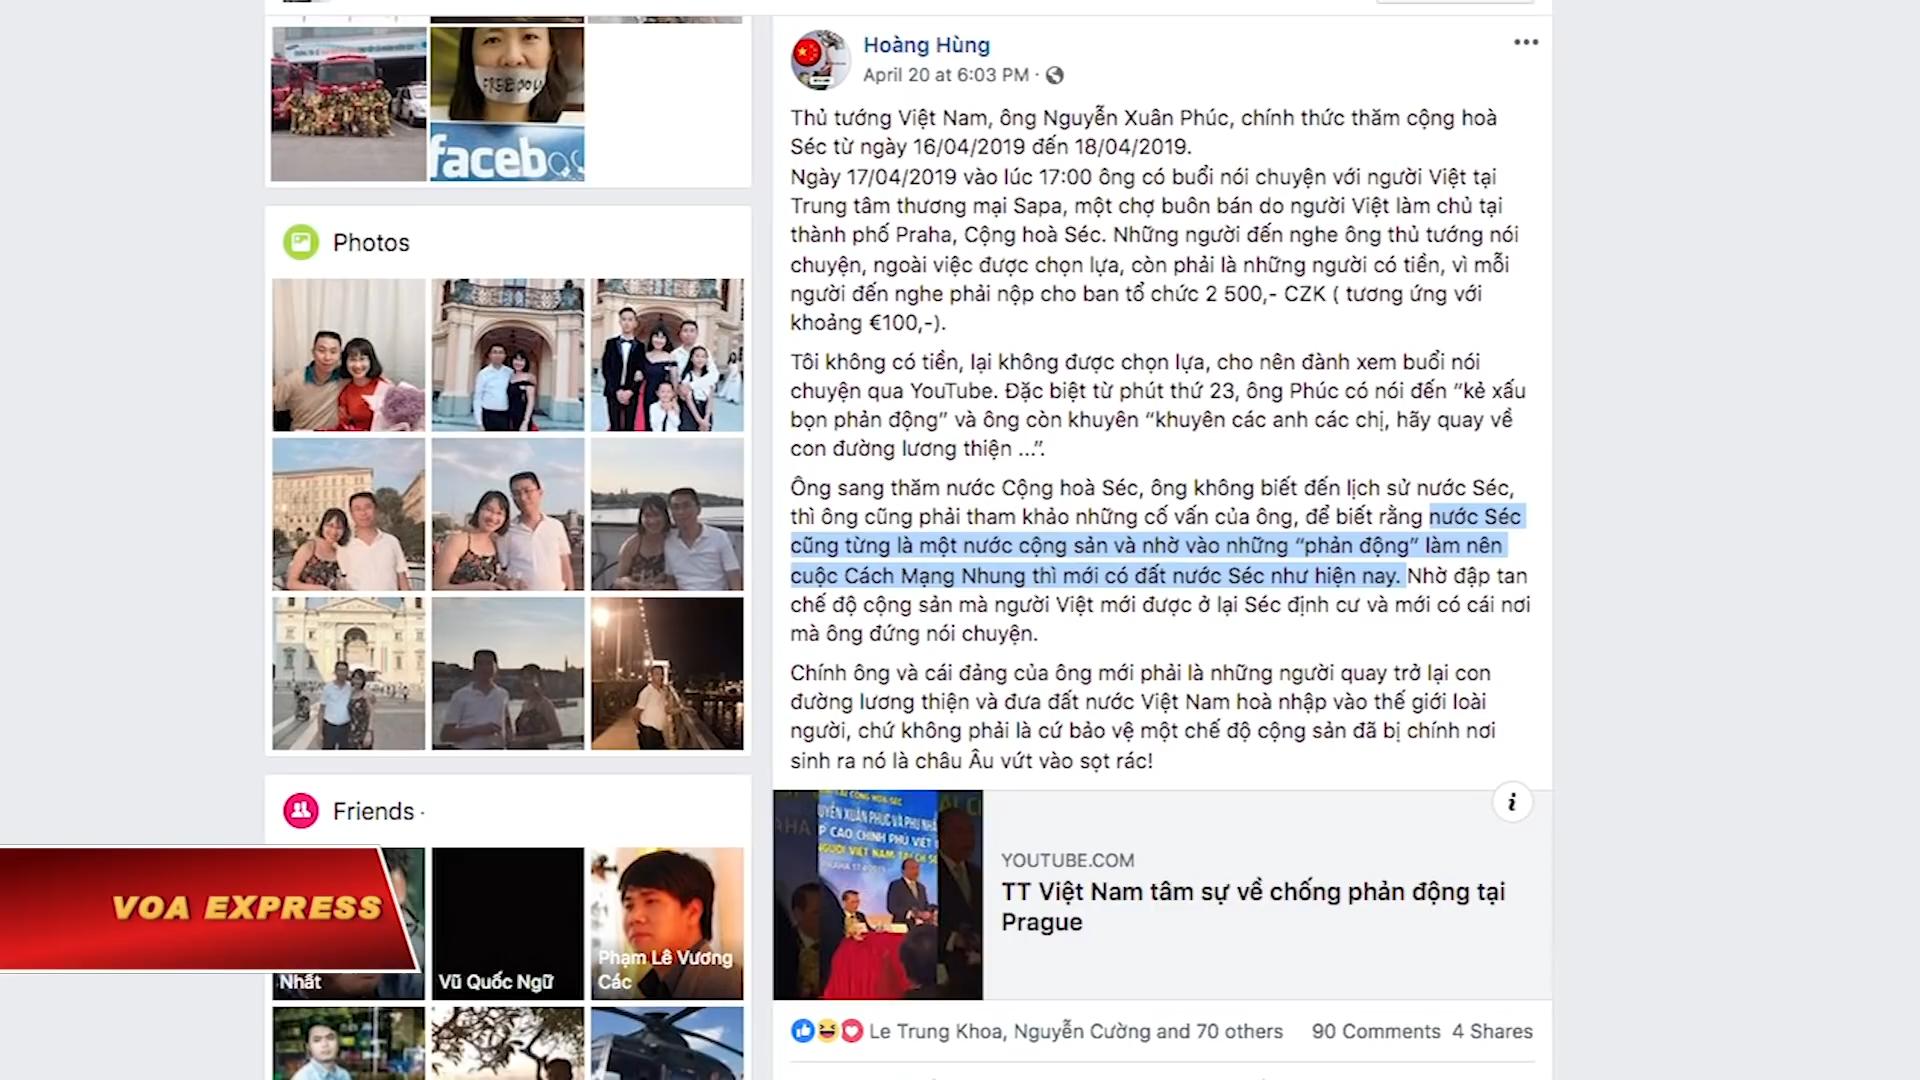 FREEDOM
facebook
Photos
Friends ·
VOA EXPRESS
Nhất
Vũ Quốc Ngữ
Phạm Lê Vương
Các
Hoàng Hùng
April 20 at 6:03 PM ·
Thủ tướng Việt Nam, ông Nguyễn Xuân Phúc, chính thức thăm cộng hoà
Séc từ ngày 16/04/2019 đến 18/04/2019.
Ngày 17/04/2019 vào lúc 17:00 ông có buổi nói chuyện với người Việt tại
Trung tâm thương mại Sapa, một chợ buôn bán do người Việt làm chủ tại
thành phố Praha, Cộng hoà Séc. Những người đến nghe ông thủ tướng nói
chuyện, ngoài việc được chọn lựa, còn phải là những người có tiền, vì mỗi
người đến nghe phải nộp cho ban tổ chức 2 500,- CZK ( tương ứng với
khoảng €100,-).
Tôi không có tiền, lại không được chọn lựa, cho nên đành xem buổi nói
chuyện qua YouTube. Đặc biệt từ phút thứ 23, ông Phúc có nói đến “kẻ xấu
bọn phản động” và ông còn khuyên “khuyên các anh các chị, hãy quay về
con đường lương thiện ...”.
Ông sang thăm nước Cộng hoà Séc, ông không biết đến lịch sử nước Séc,
thì ông cũng phải tham khảo những cố vấn của ông, để biết rằng nước Séc
cũng từng là một nước cộng sản và nhờ vào những “phản động” làm nên
cuộc Cách Mạng Nhung thì mới có đất nước Séc như hiện nay. Nhờ đập tan
chế độ cộng sản mà người Việt mới được ở lại Séc định cư và mới có cái nơi
mà ông đứng nói chuyện.
Chính ông và cái đảng của ông mới phải là những người quay trở lại con
đường lương thiện và đưa đất nước Việt Nam hoà nhập vào thế giới loài
người, chứ không phải là cứ bảo vệ một chế độ cộng sản đã bị chính nơi
sinh ra nó là châu Âu vứt vào sọt rác!
YOUTUBE.COM
TT Việt Nam tâm sự về chống phản động tại
Prague
Le Trung Khoa, Nguyễn Cường and 70 others 90 Comments 4 Shares